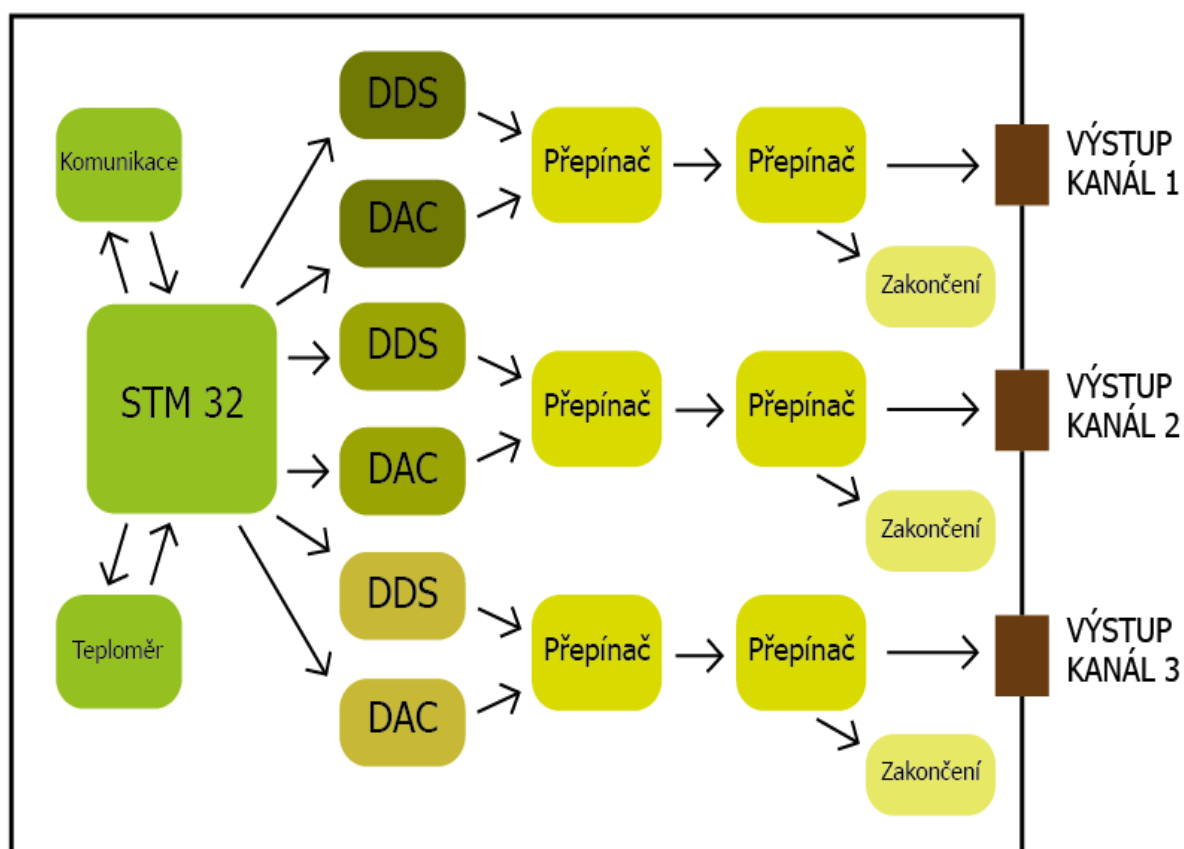 Komunikace
STM 32
Teploměr
DDS
DAC
Přepínač
Přepínač
Zakončení
VÝSTUP
KANÁL 1
DDS
DAC
Přepínač
Přepínač
Zakončení
VÝSTUP
KANÁL 2
DDS
DAC
Přepínač
Přepínač
Zakončení
VÝSTUP
KANÁL 3